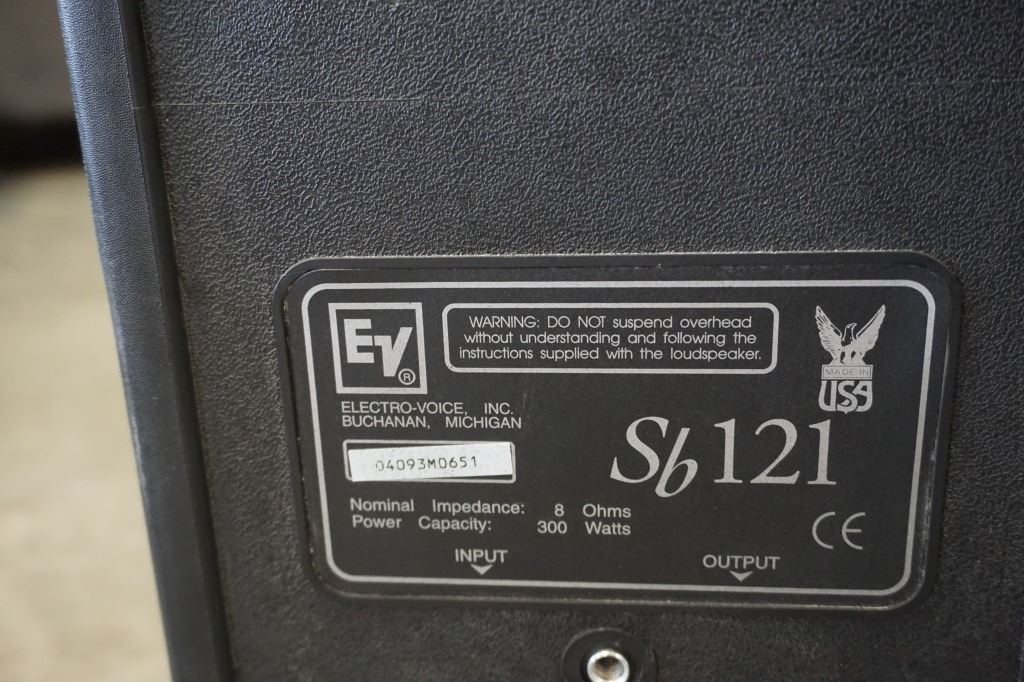 EV®
WARNING: DO NOT suspend overhead
without understanding and following the
instructions supplied with the loudspeaker.
MADE IN
USA
ELECTRO-VOICE, INC.
BUCHANAN, MICHIGAN
Sb121
04093M0651
Nominal Impedance: 8 Ohms
Power Capacity: 300 Watts
CE
INPUT
OUTPUT